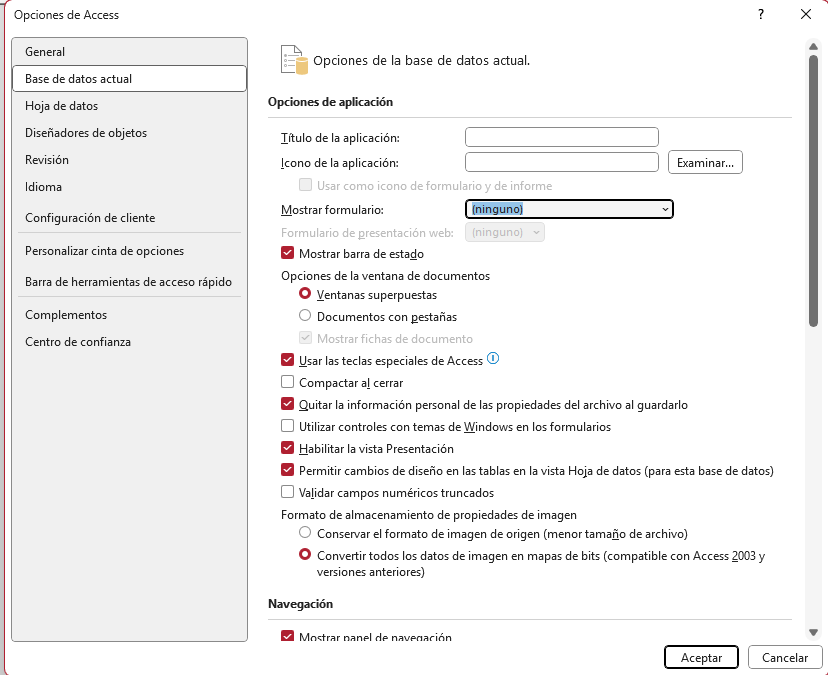 Opciones de Access
?
General
Base de datos actual
Hoja de datos
Diseñadores de objetos
Revisión
Idioma
Configuración de cliente
Personalizar cinta de opciones
Barra de herramientas de acceso rápido
Complementos
Centro de confianza
Opciones de la base de datos actual.
Opciones de aplicación
Título de la aplicación:
Icono de la aplicación:
Examinar...
Usar como icono de formulario y de informe
Mostrar formulario:
(ninguno)
Formulario de presentación web:
(ninguno)
Mostrar barra de estado
Opciones de la ventana de documentos
Ventanas superpuestas
Documentos con pestañas
Mostrar fichas de documento
Usar las teclas especiales de Access
Compactar al cerrar
Quitar la información personal de las propiedades del archivo al guardarlo
Utilizar controles con temas de Windows en los formularios
Habilitar la vista Presentación
Permitir cambios de diseño en las tablas en la vista Hoja de datos (para esta base de datos)
Validar campos numéricos truncados
Formato de almacenamiento de propiedades de imagen
Conservar el formato de imagen de origen (menor tamaño de archivo)
Convertir todos los datos de imagen en mapas de bits (compatible con Access 2003 y
versiones anteriores)
Navegación
Mostrar panel de navegación
Aceptar
Cancelar